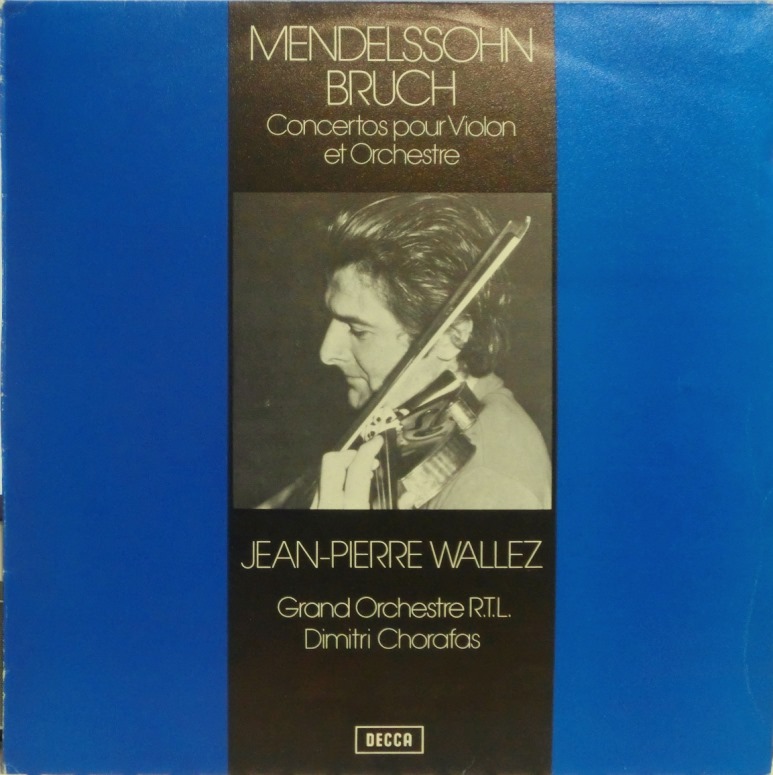 MENDELSSOHN
BRUCH
Concertos pour Violon
et Orchestre
JEAN-PIERRE WALLEZ
Grand Orchestre R.T.L.
Dimitri Chorafas
DECCA